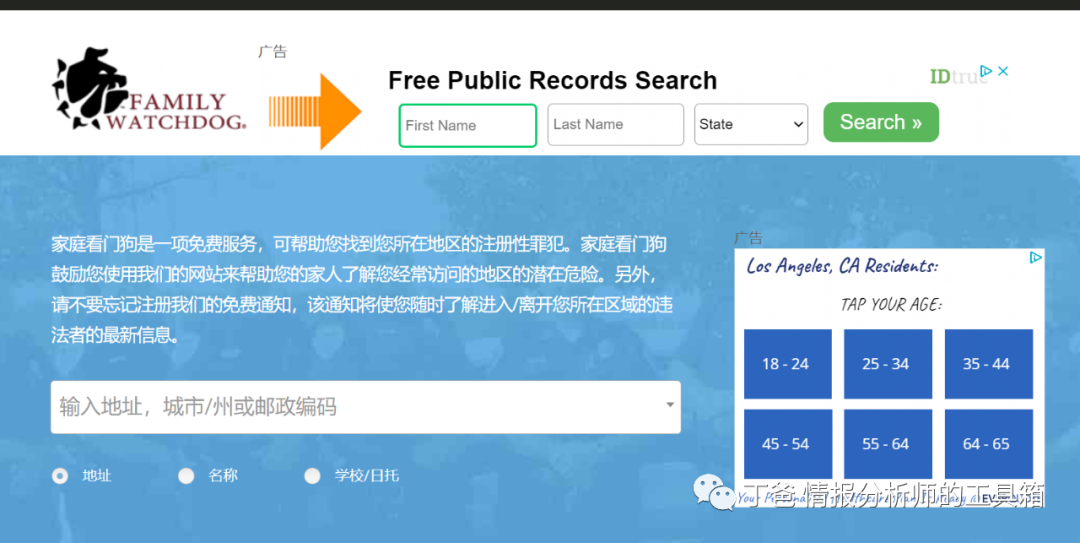 广告
FAMILY
WATCHDOG.
Free Public Records Search
IDtrue
First Name
Last Name
State
Search »
家庭看门狗是一项免费服务，可帮助您找到您所在地区的注册性罪犯。家庭看门狗
鼓励您使用我们的网站来帮助您的家人了解您经常访问的地区的潜在危险。另外，
请不要忘记注册我们的免费通知，该通知将使您随时了解进入/离开您所在区域的违
法者的最新信息。
输入地址，城市/州或邮政编码
地址
名称
学校/日托
广告
Los Angeles, CA Residents:
TAP YOUR AGE:
18 - 24
25 - 34
35 - 44
45 - 54
55 - 64
64 - 65
丁爸 情报分析师的工具箱